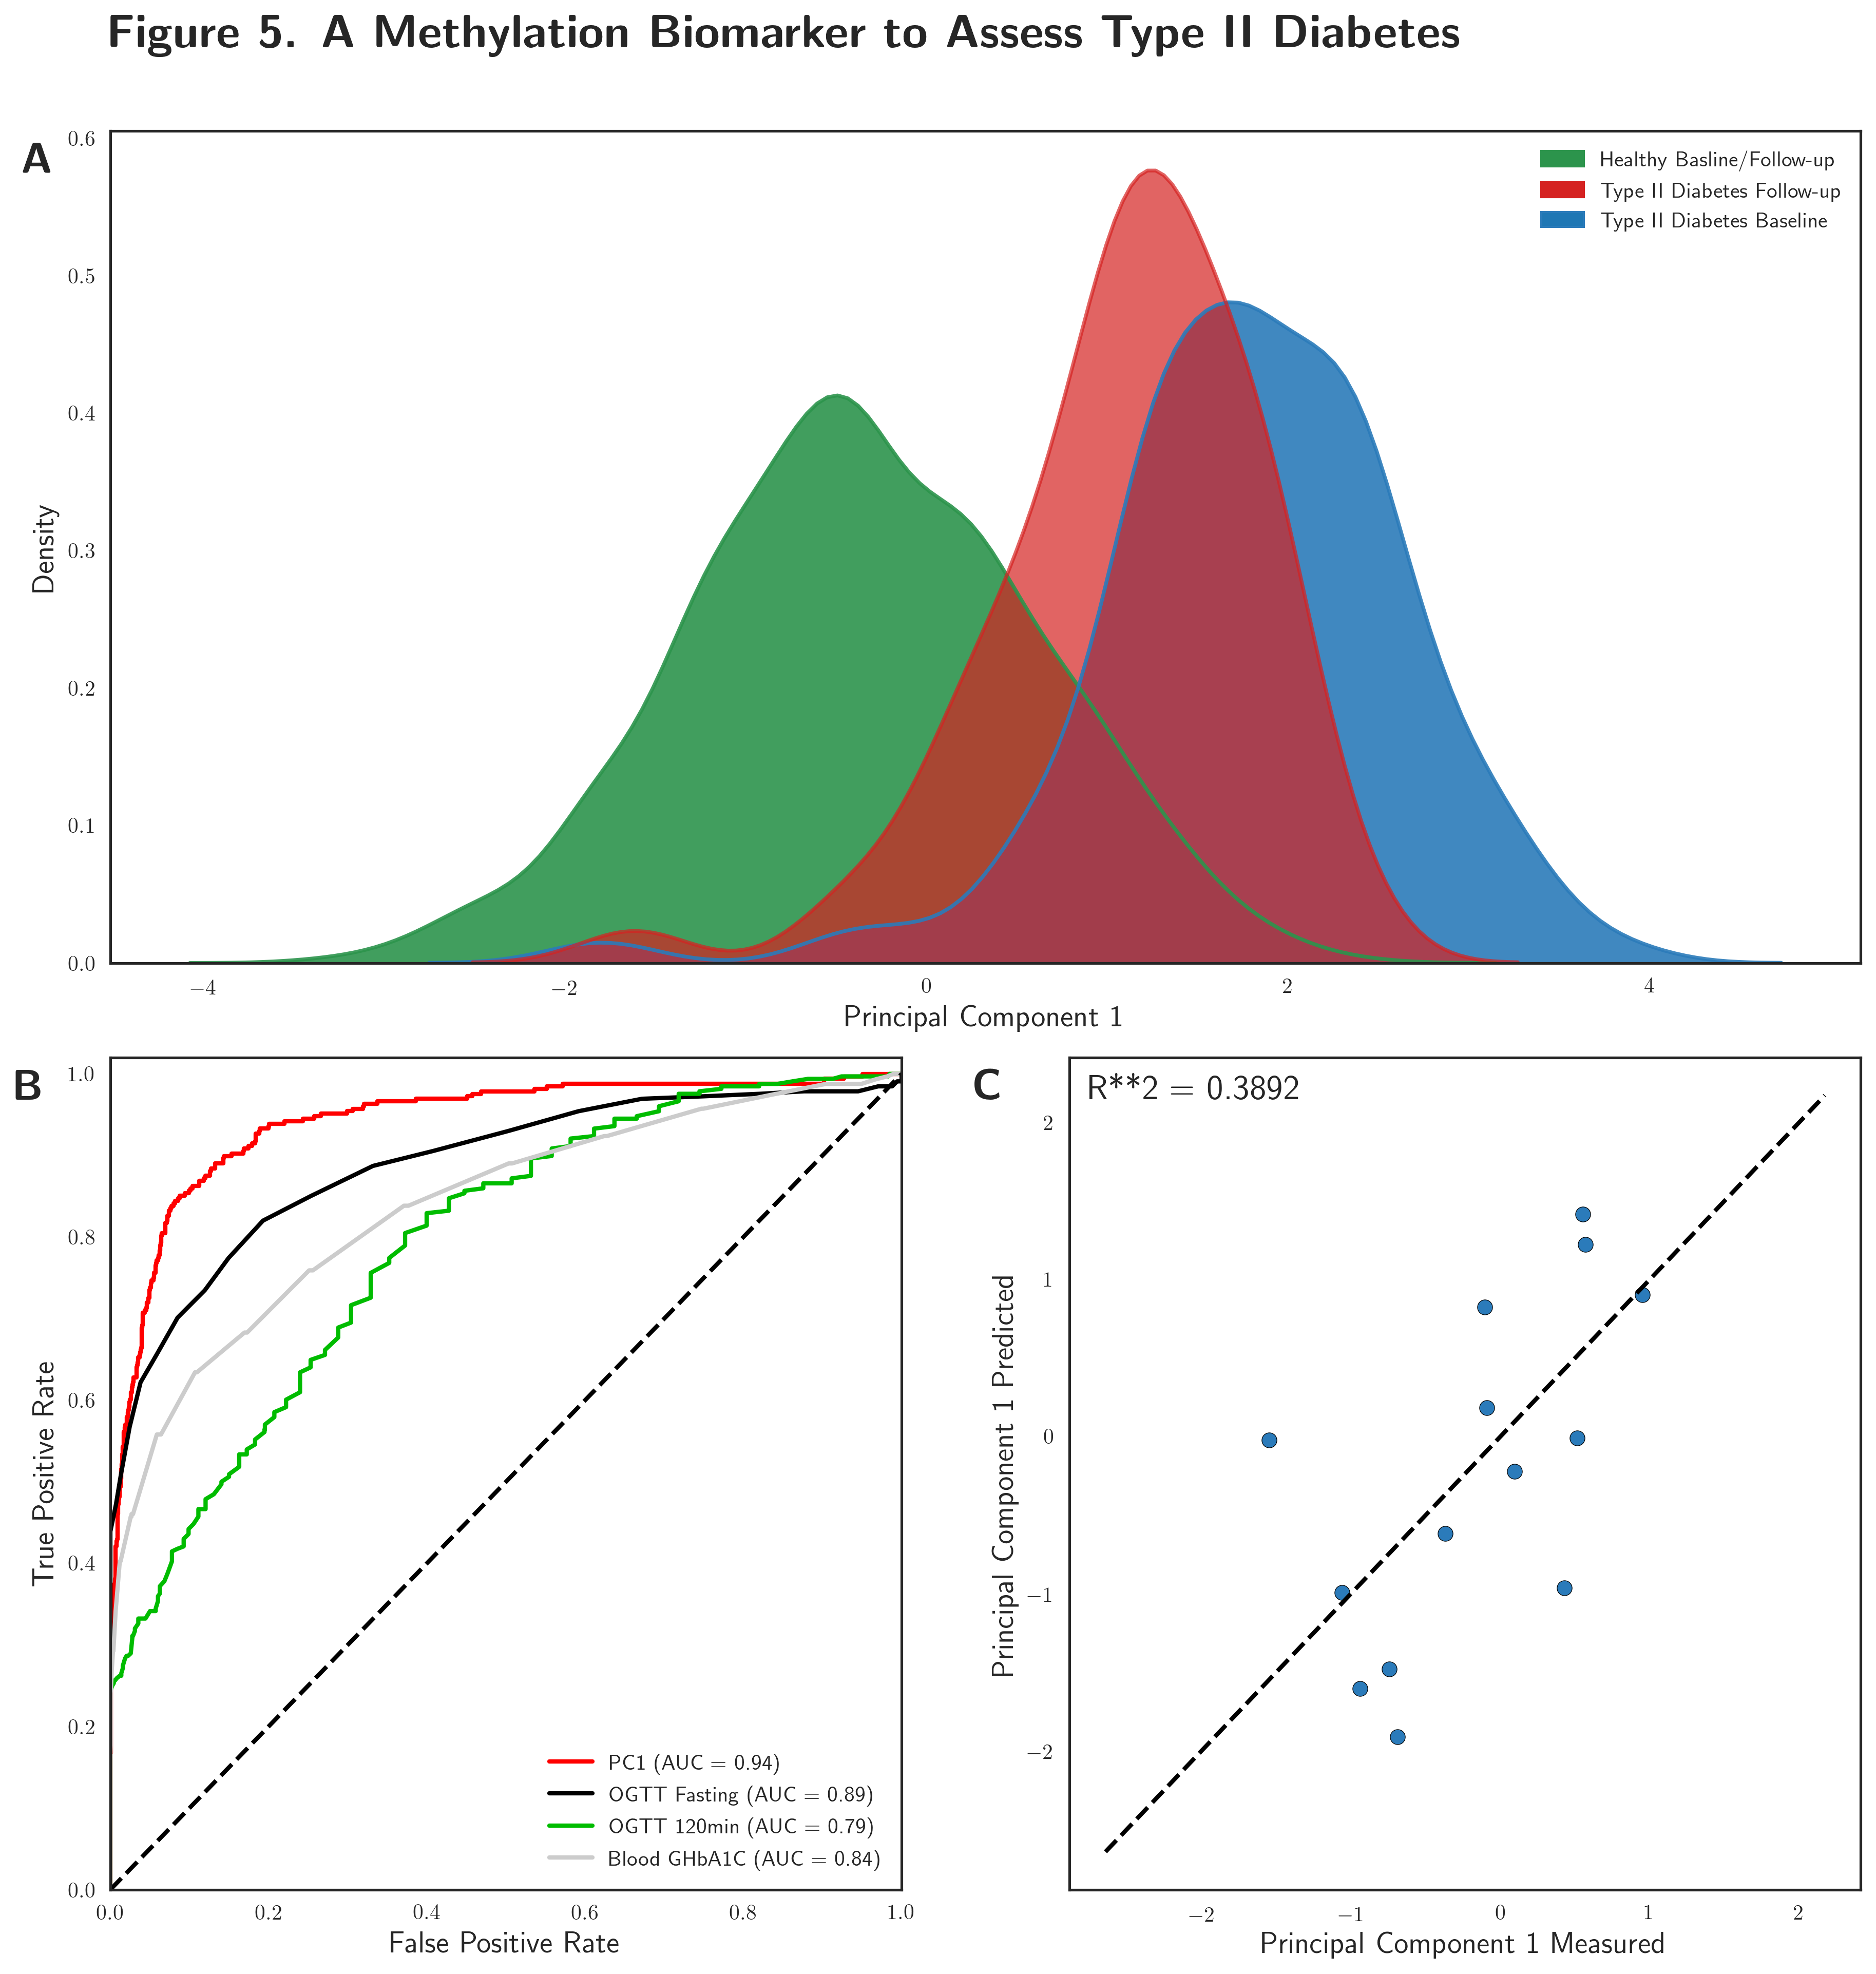 Figure 5. A Methylation Biomarker to Assess Type II Diabetes
A
0.6
0.5
0.4
0.3
0.2
0.1
0.0
Density
Healthy Basline/Follow-up
Type II Diabetes Follow-up
Type II Diabetes Baseline
−4 −2 0 2 4
Principal Component 1
B
1.0
0.8
0.6
0.4
0.2
0.0
True Positive Rate
PC1 (AUC = 0.94)
OGTT Fasting (AUC = 0.89)
OGTT 120min (AUC = 0.79)
Blood GHbA1C (AUC = 0.84)
0.0 0.2 0.4 0.6 0.8 1.0
False Positive Rate
C
R**2 = 0.3892
2
1
0
−1
−2
Principal Component 1 Predicted
−2 −1 0 1 2
Principal Component 1 Measured